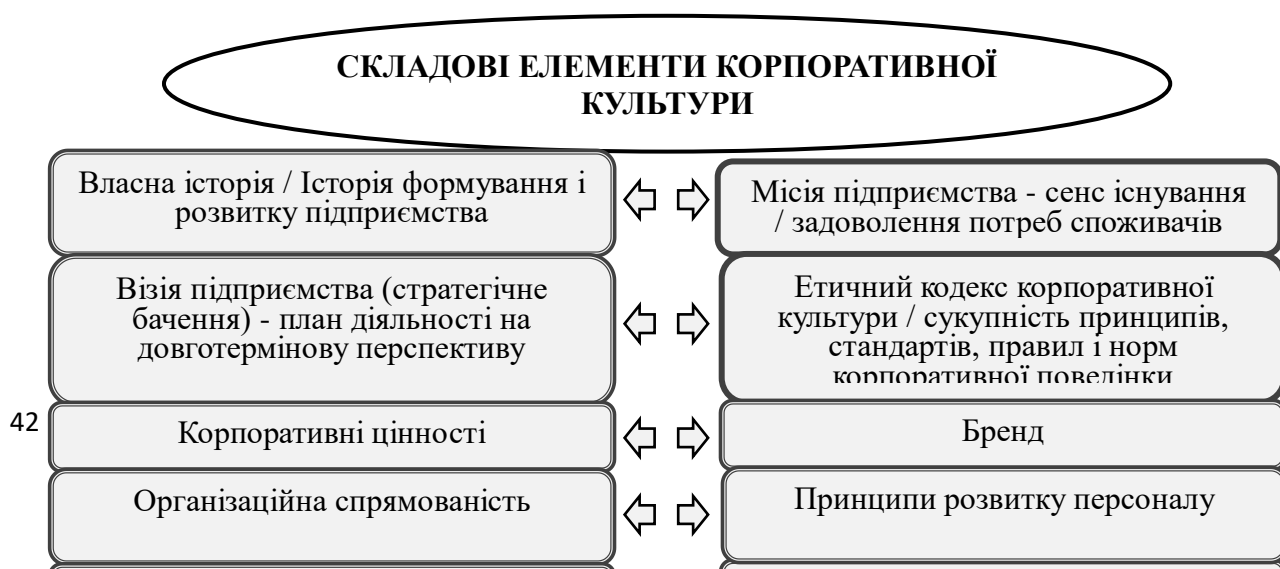 СКЛАДОВІ ЕЛЕМЕНТИ КОРПОРАТИВНОЇ
КУЛЬТУРИ
Власна історія / Історія формування і
розвитку підприємства
Місія підприємства - сенс існування
/ задоволення потреб споживачів
Візія підприємства (стратегічне
бачення) - план діяльності на
довготермінову перспективу
Етичний кодекс корпоративної
культури / сукупність принципів,
стандартів, правил і норм
корпоративної поведінки
42
Корпоративні цінності
Бренд
Організаційна спрямованість
Принципи розвитку персоналу